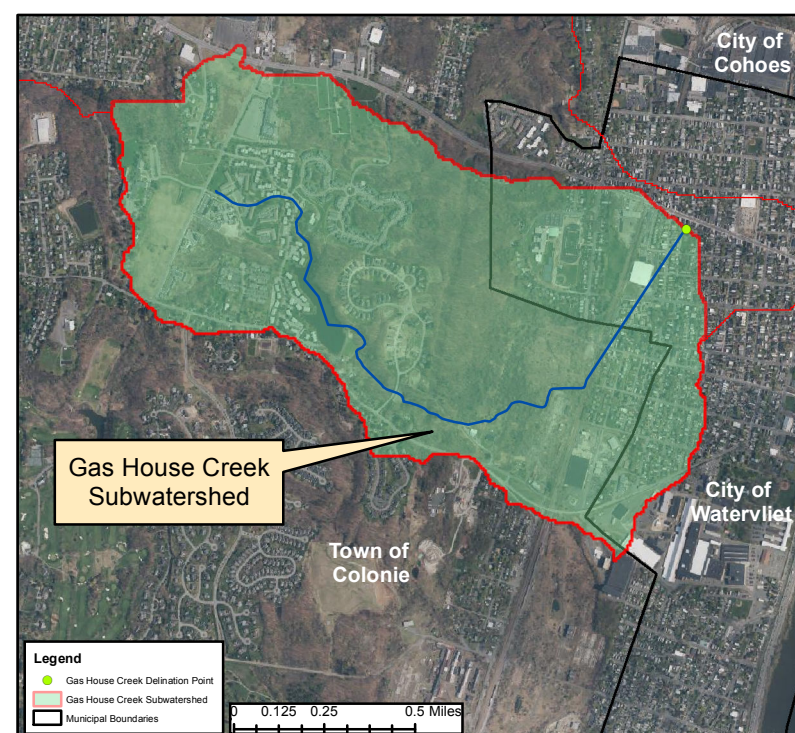 City of
Cohoes
Gas House Creek
Subwatershed
City of
Watervliet
Town of
Colonie
Legend
Gas House Creek Delination Point
Gas House Creek Subwatershed
Municipal Boundaries
0 0.125 0.25 0.5 Miles